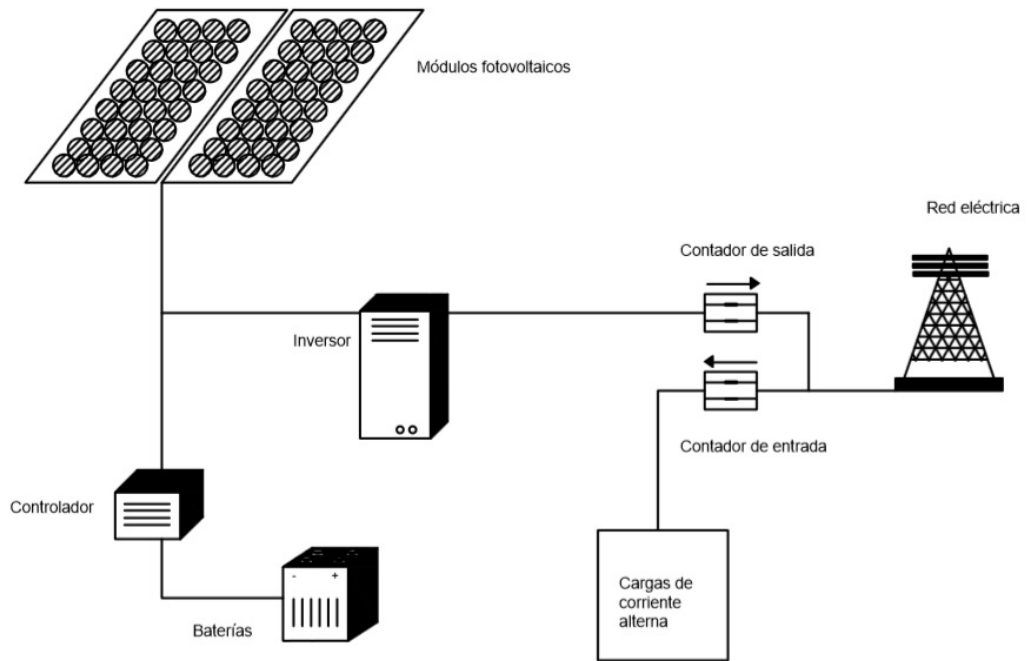 Módulos fotovoltaicos
Red eléctrica
Contador de salida
Inversor
Contador de entrada
Controlador
- +
Cargas de
corriente
alterna
Baterías